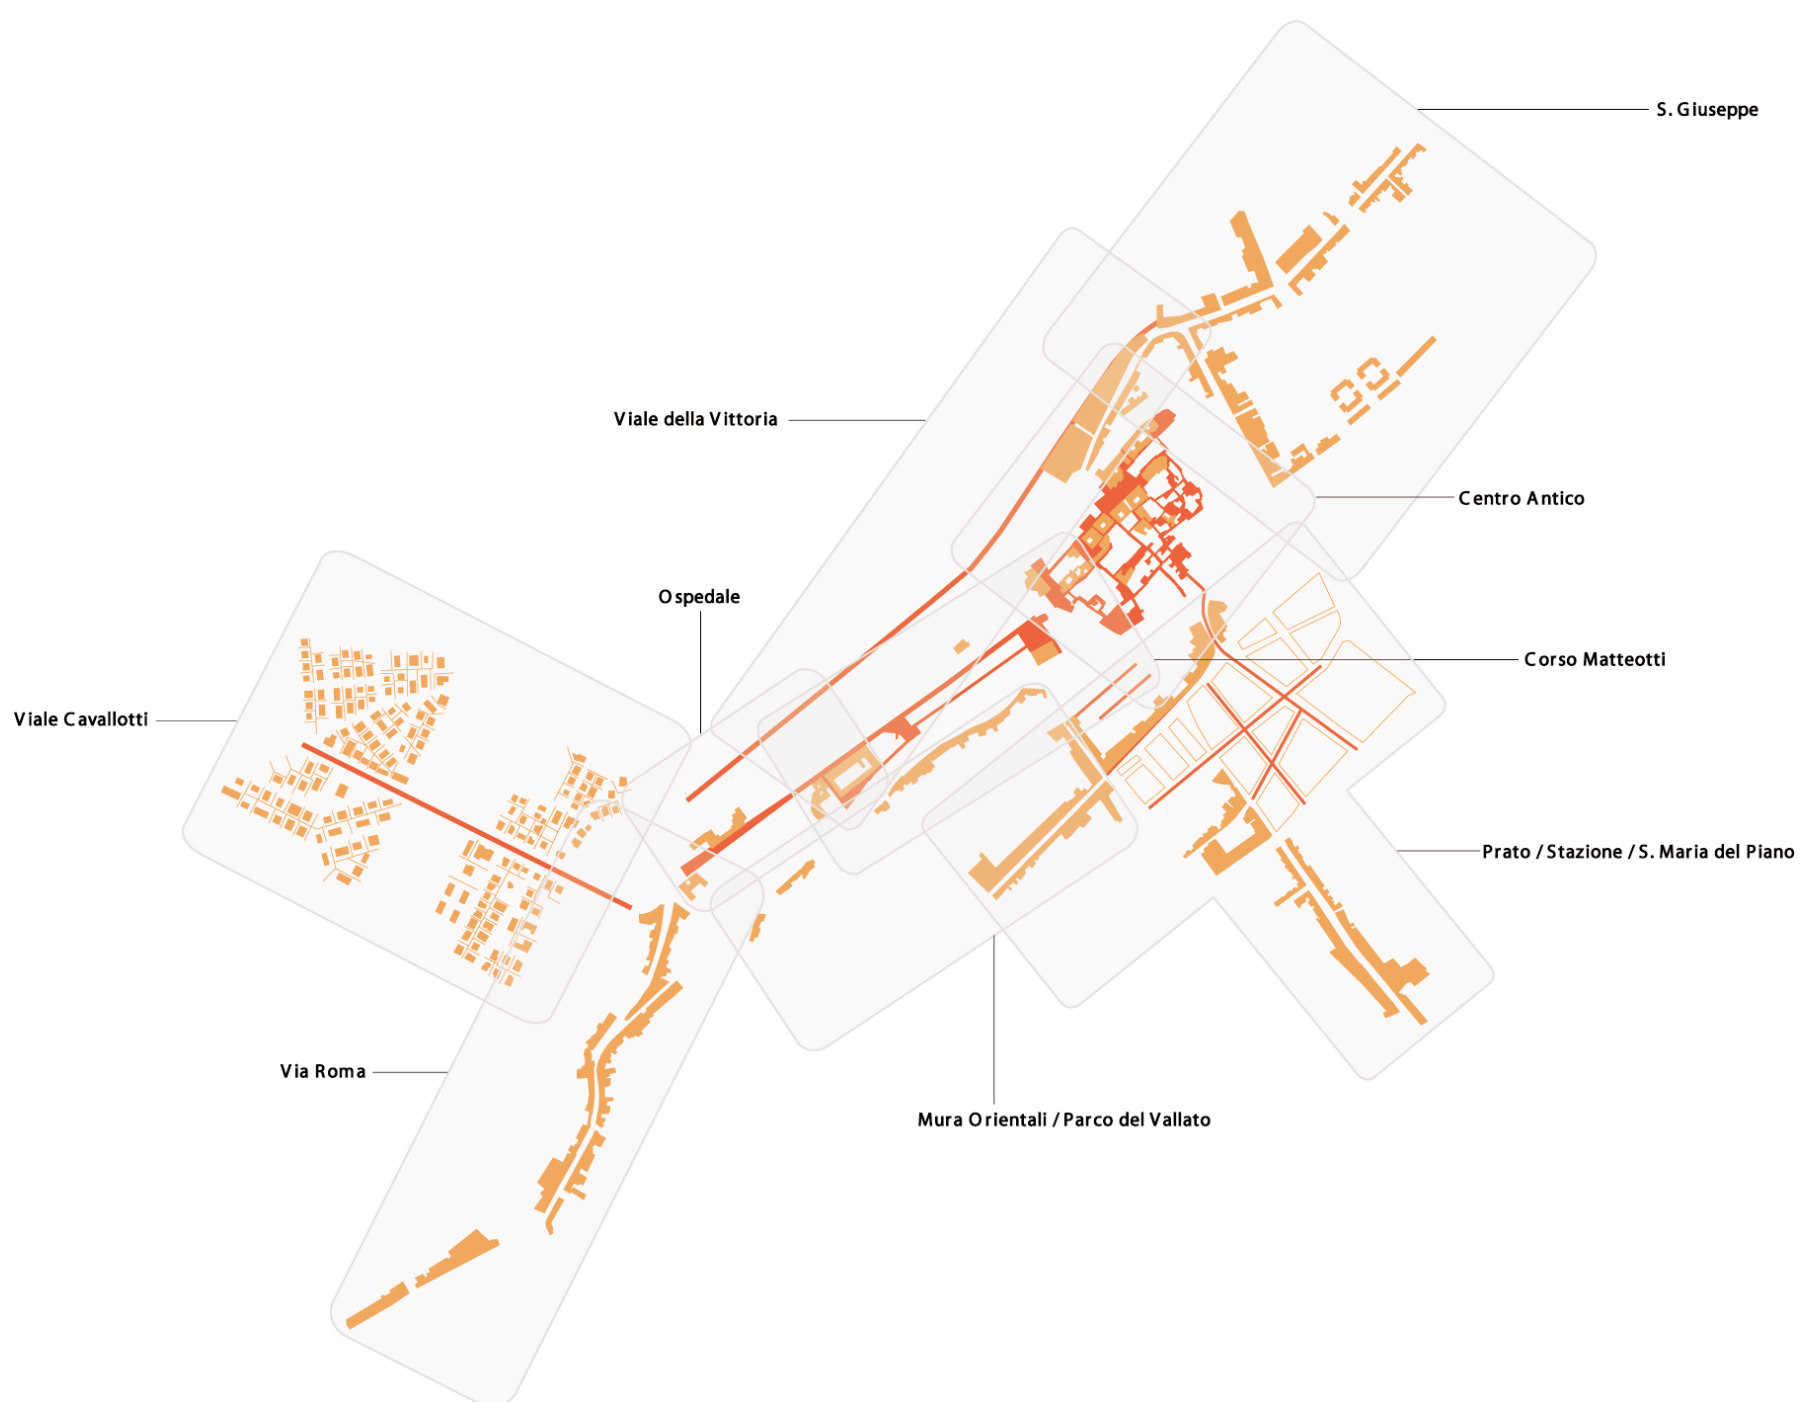 S. Giuseppe
Viale della Vittoria
Centro Antico
Ospedale
Corso Matteotti
Viale Cavallotti
Prato / Stazione / S. Maria del Piano
Via Roma
Mura Orientali / Parco del Vallato